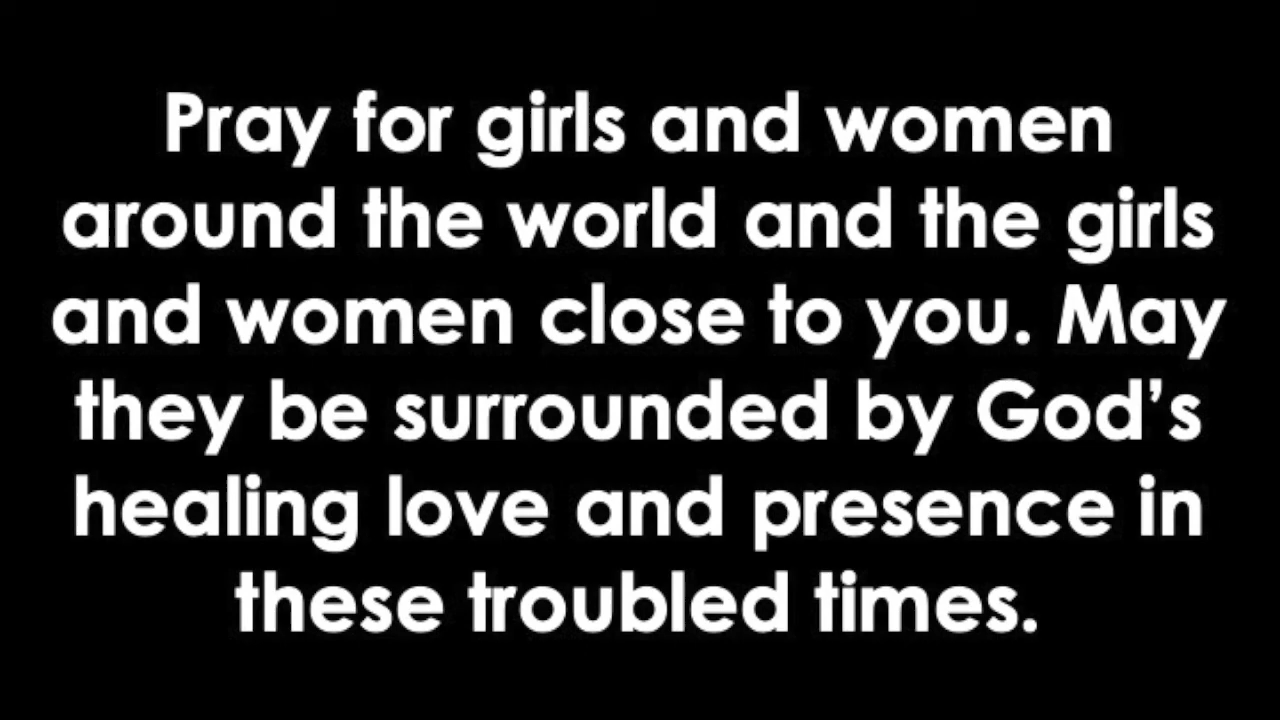 Pray for girls and women
around the world and the girls
and women close to you. May
they be surrounded by God’s
healing love and presence in
these troubled times.